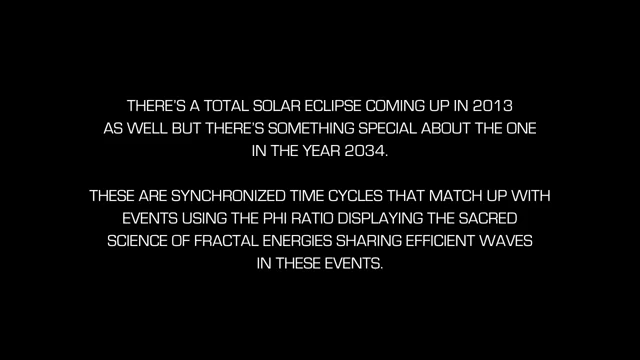 THERE'S A TOTAL SOLAR ECLIPSE COMING UP IN 2013
AS WELL BUT THERE'S SOMETHING SPECIAL ABOUT THE ONE
IN THE YEAR 2034.
THESE ARE SYNCHRONIZED TIME CYCLES THAT MATCH UP WITH
EVENTS USING THE PHI RATIO DISPLAYING THE SACRED
SCIENCE OF FRACTAL ENERGIES SHARING EFFICIENT WAVES
IN THESE EVENTS.